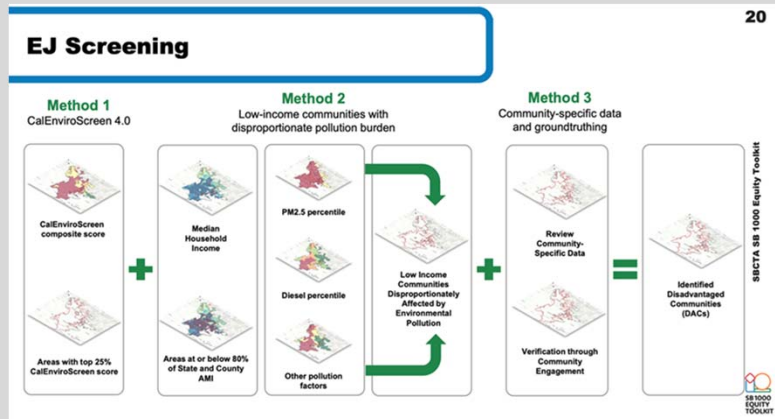 20
EJ Screening
Method 1
CalEnviroScreen 4.0
Method 2
Low-income communities with
disproportionate pollution burden
Method 3
Community-specific data
and groundtruthing
CalEnviroScreen
composite score
Areas with top 25%
CalEnviroScreen score
+
Median
Household
Income
Areas at or below 80%
of State and County
AMI
PM2.5 percentile
Diesel percentile
Other pollution
factors
Low Income
Communities
Disproportionately
Affected by
Environmental
Pollution
+
Review
Community-
Specific Data
Verification through
Community
Engagement
=
Identified
Disadvantaged
Communities
(DACs)
SBCTA SB 1000 Equity Toolkit
SB1000
EQUITY
TOOLKIT